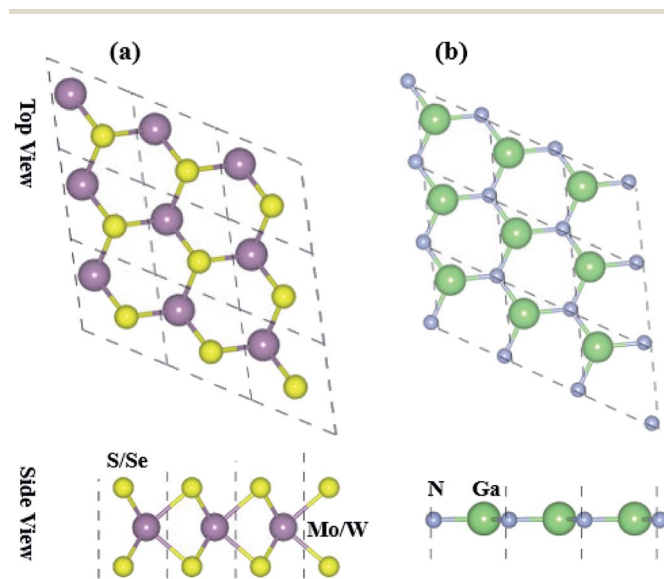 (a)
(b)
Top View
S/Se
Mo/W
N
Ga
Side View